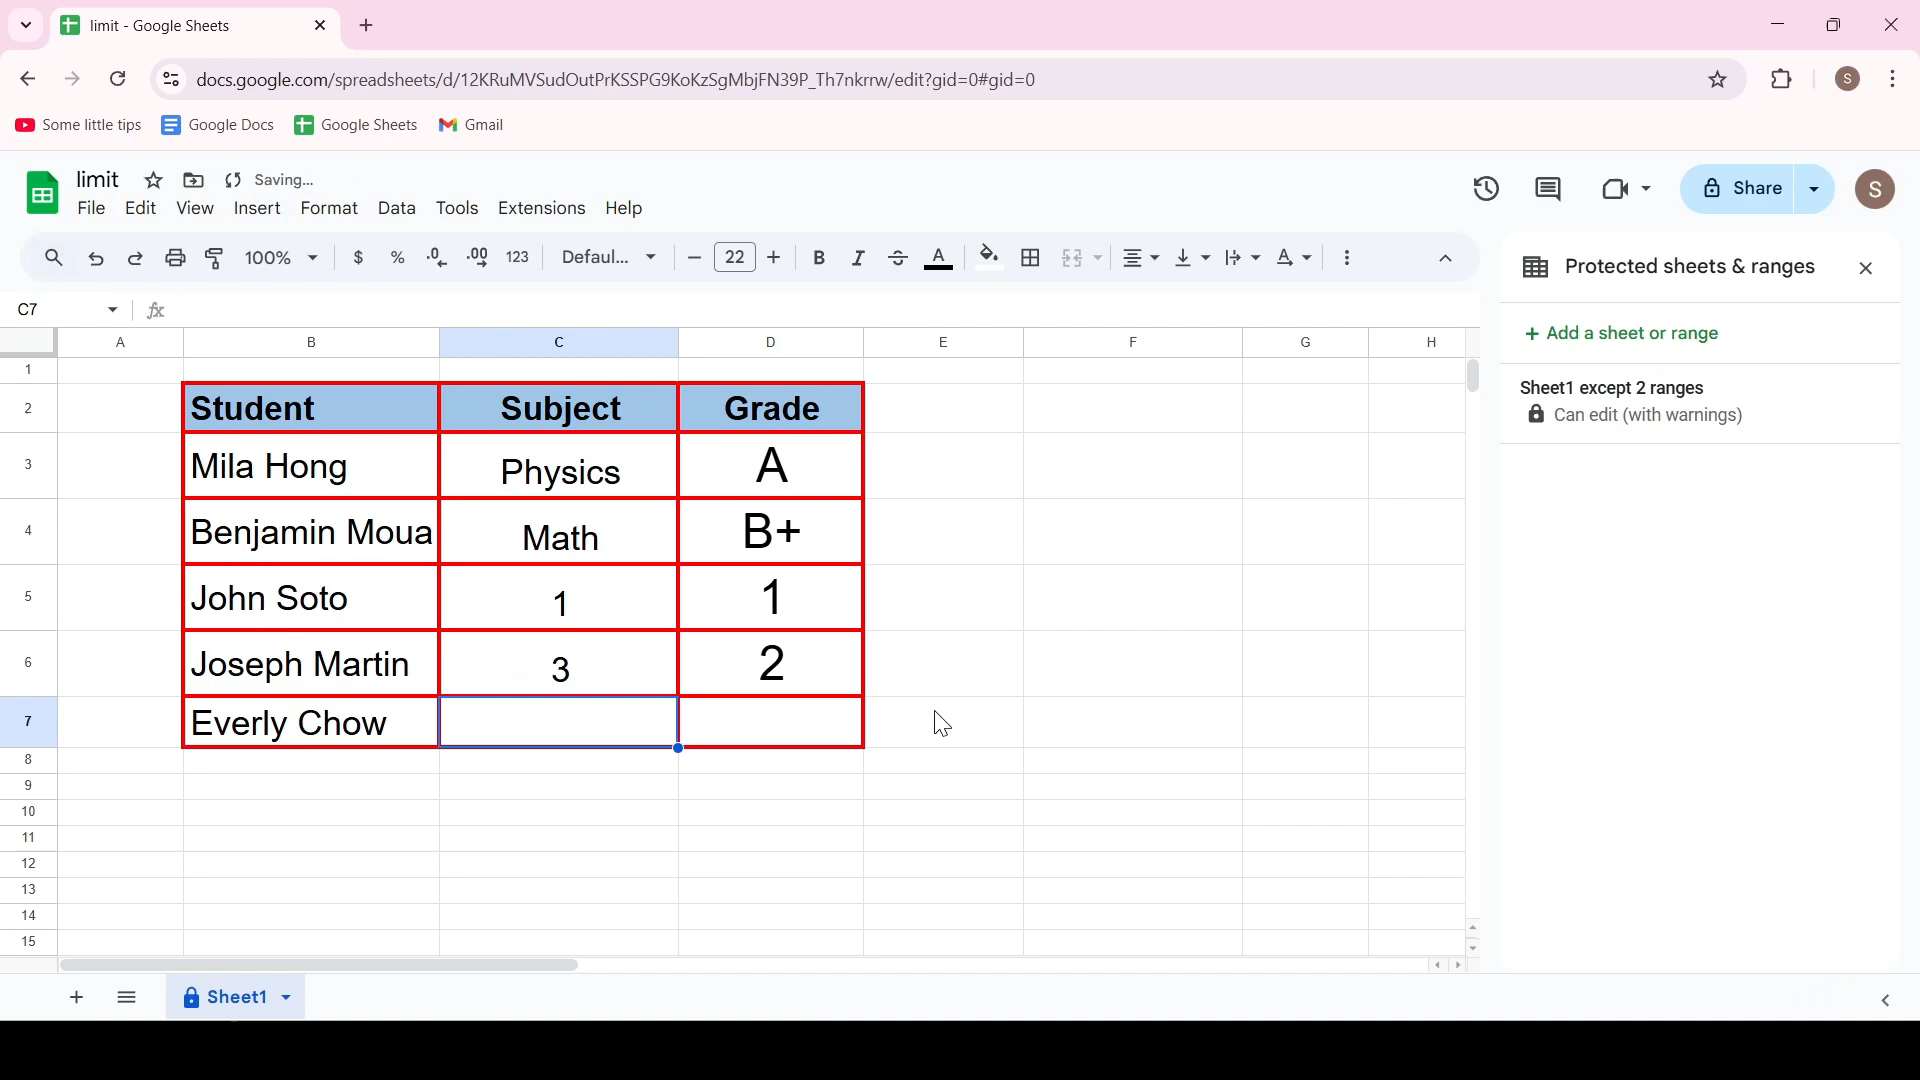 limit - Google Sheets
docs.google.com/spreadsheets/d/12KRuMVSudOutPrKSSPG9KoKzSgMbjFN39P_Th7nkrrw/edit?gid=0#gid=0
S
Some little tips Google Docs Google Sheets Gmail
limit Saving...
File Edit View Insert Format Data Tools Extensions Help
Share S
100% $ % .0 .00 123 Defaul... 22 B I S A A
Protected sheets & ranges
C7 fx
+ Add a sheet or range
A B C D E F G H
1
Sheet1 except 2 ranges
Can edit (with warnings)
2 Student Subject Grade
3 Mila Hong Physics A
4 Benjamin Moua Math B+
5 John Soto 1 1
6 Joseph Martin 3 2
7 Everly Chow
8
9
10
11
12
13
14
15
Sheet1